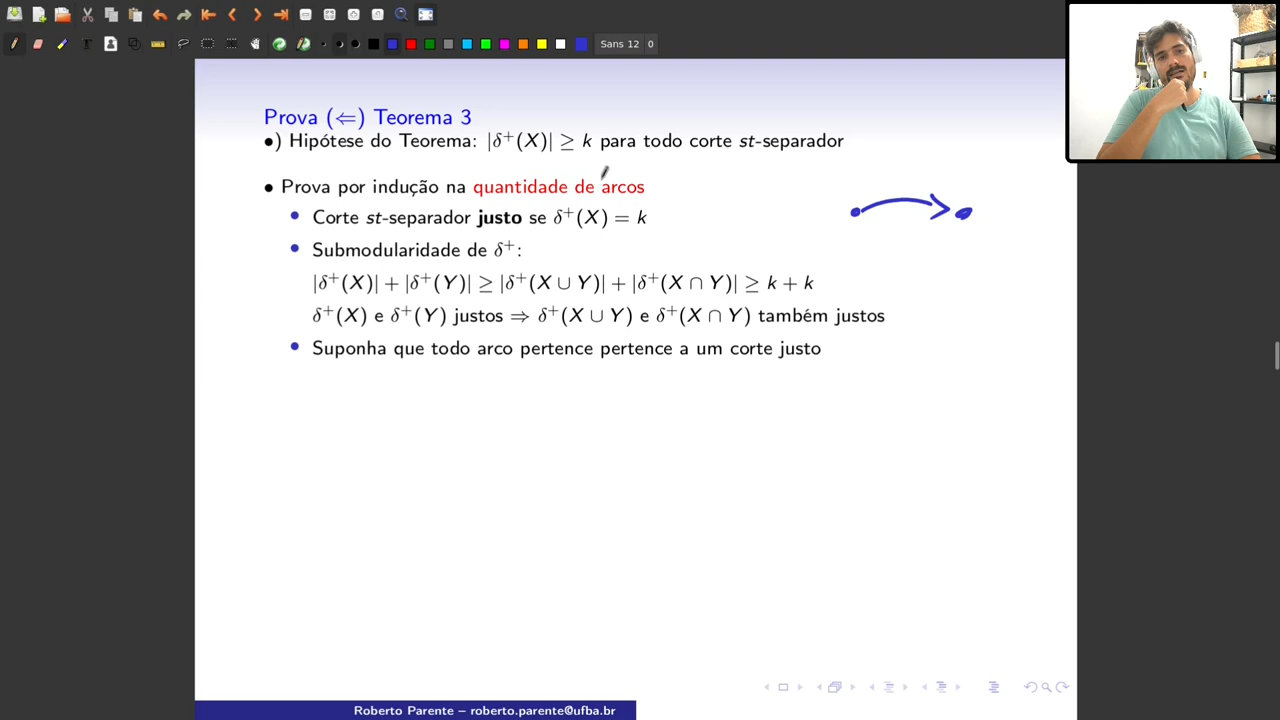 Sans 12 0
Prova (⇐) Teorema 3
•) Hipótese do Teorema: |δ⁺(X)| ≥ k para todo corte st-separador
• Prova por indução na quantidade de arcos
• Corte st-separador justo se δ⁺(X) = k
• Submodularidade de δ⁺:
|δ⁺(X)| + |δ⁺(Y)| ≥ |δ⁺(X ∪ Y)| + |δ⁺(X ∩ Y)| ≥ k + k
δ⁺(X) e δ⁺(Y) justos ⇒ δ⁺(X ∪ Y) e δ⁺(X ∩ Y) também justos
• Suponha que todo arco pertence pertence a um corte justo
Roberto Parente – roberto.parente@ufba.br